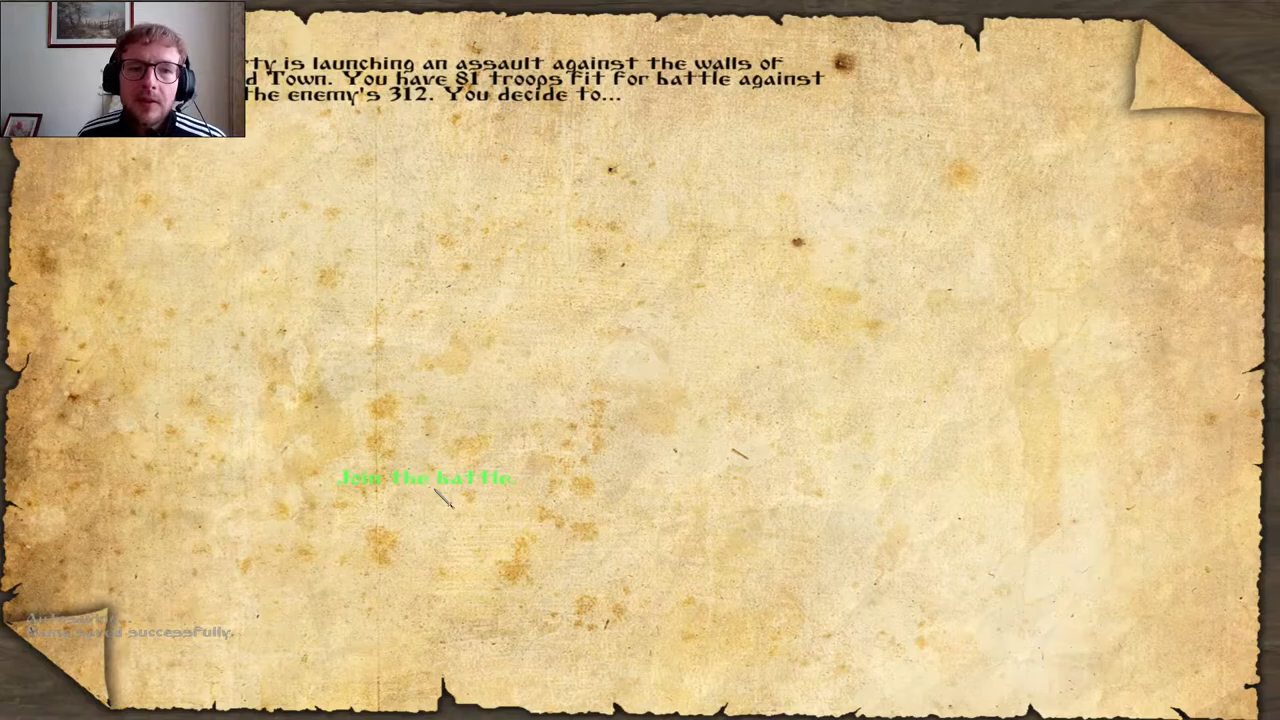 rty is launching an assault against the walls of
d Town. You have 81 troops fit for battle against
the enemy's 312. You decide to...
Join the battle.
successfully.